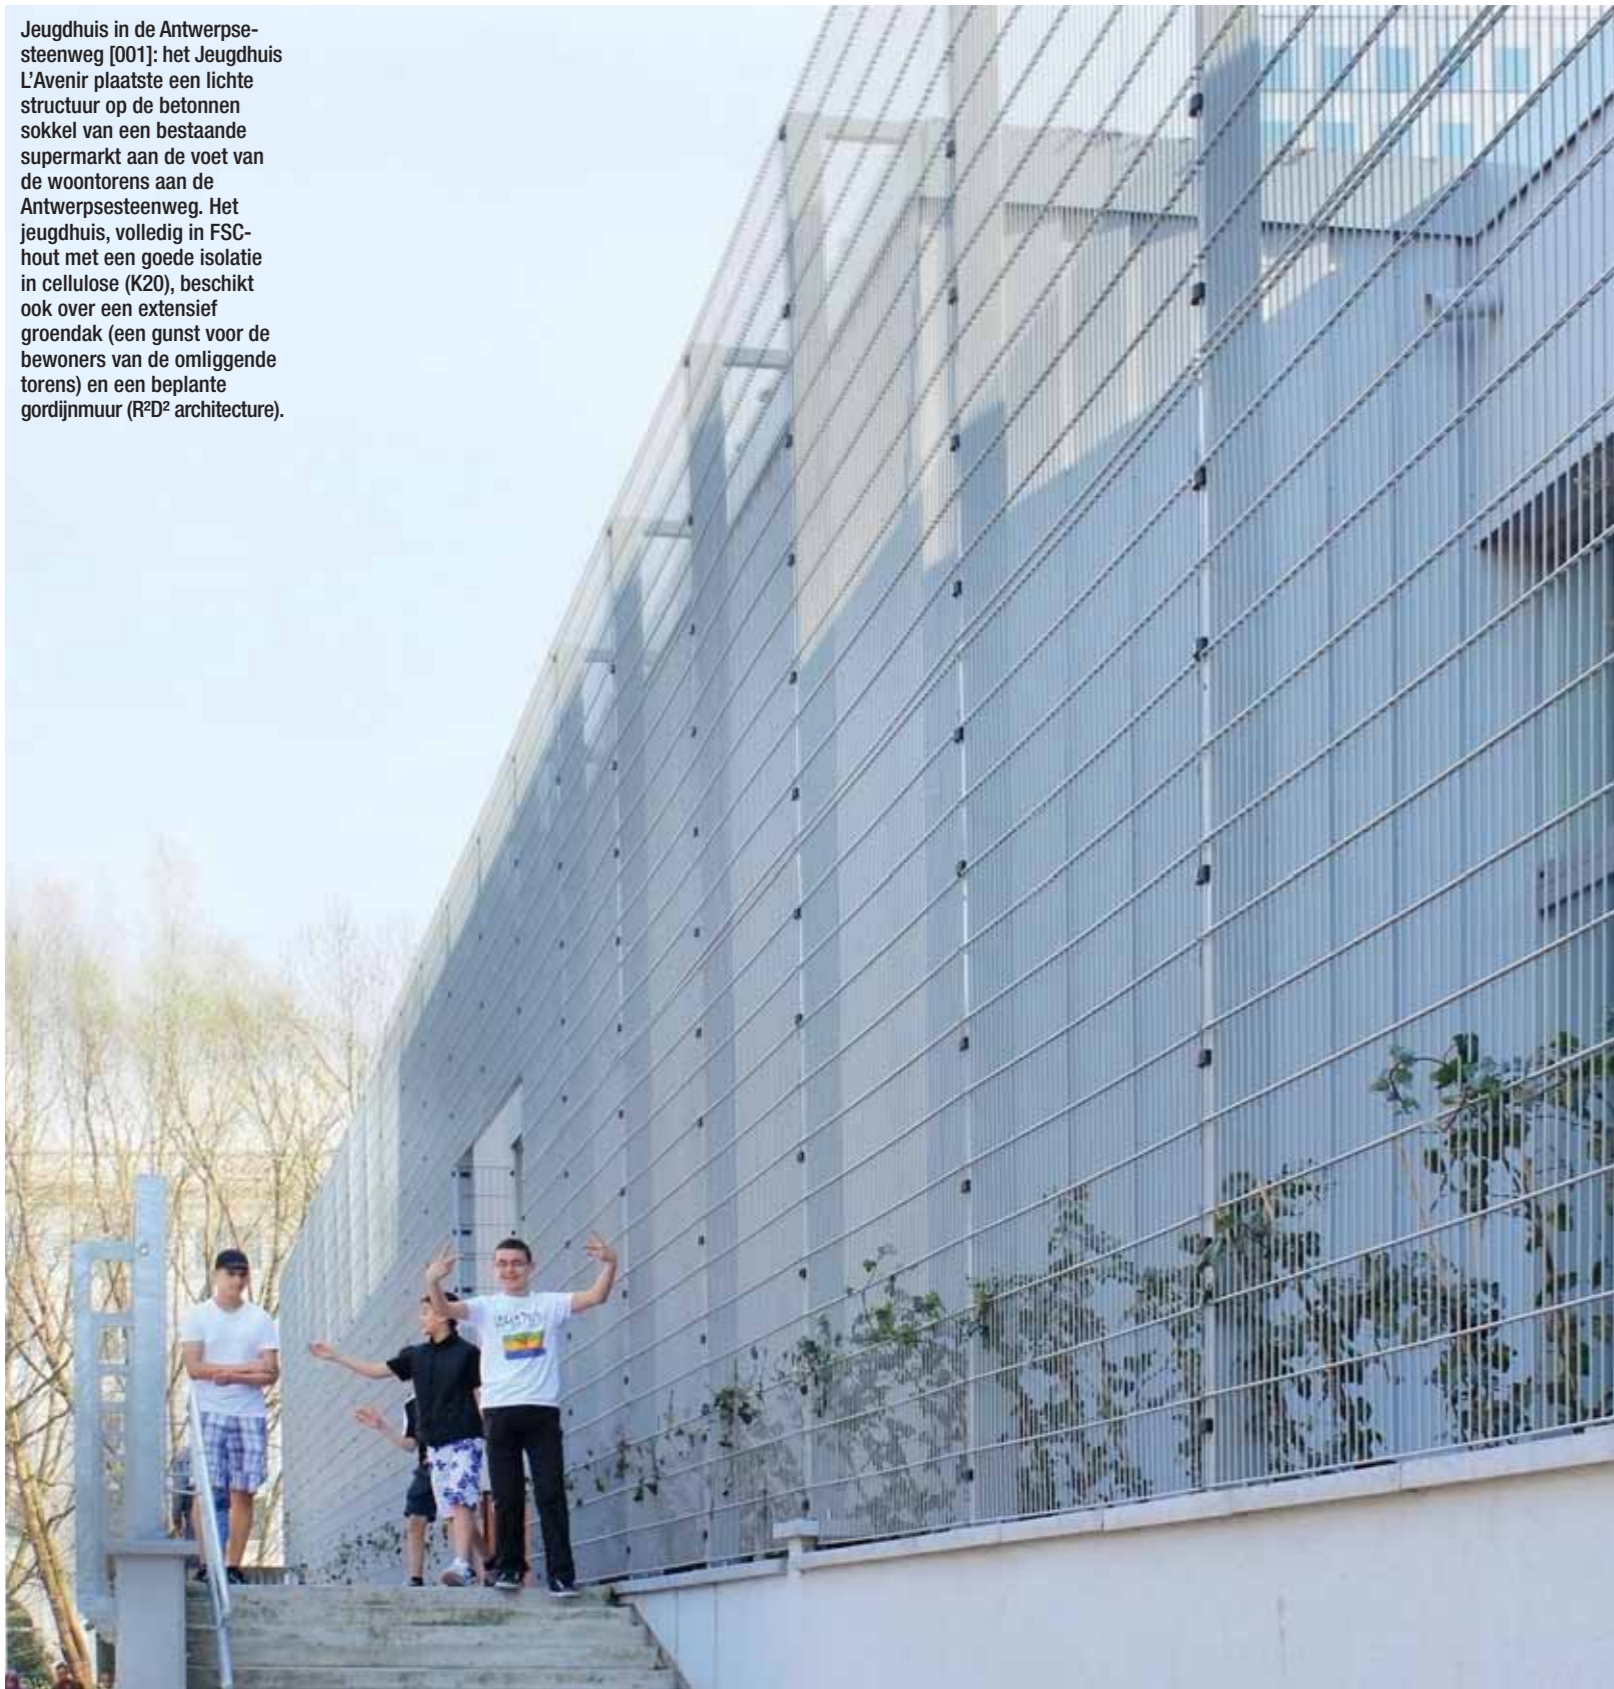 Jeugdhuis in de Antwerpse-
steenweg [001]: het Jeugdhuis
L'Avenir plaatste een lichte
structuur op de betonnen
sokkel van een bestaande
supermarkt aan de voet van
de woontorens aan de
Antwerpsesteenweg. Het
jeugdhuis, volledig in FSC-
hout met een goede isolatie
in cellulose (K20), beschikt
ook over een extensief
groendak (een gunst voor de
bewoners van de omliggende
torens) en een beplante
gordijnmuur (R²D² architecture).